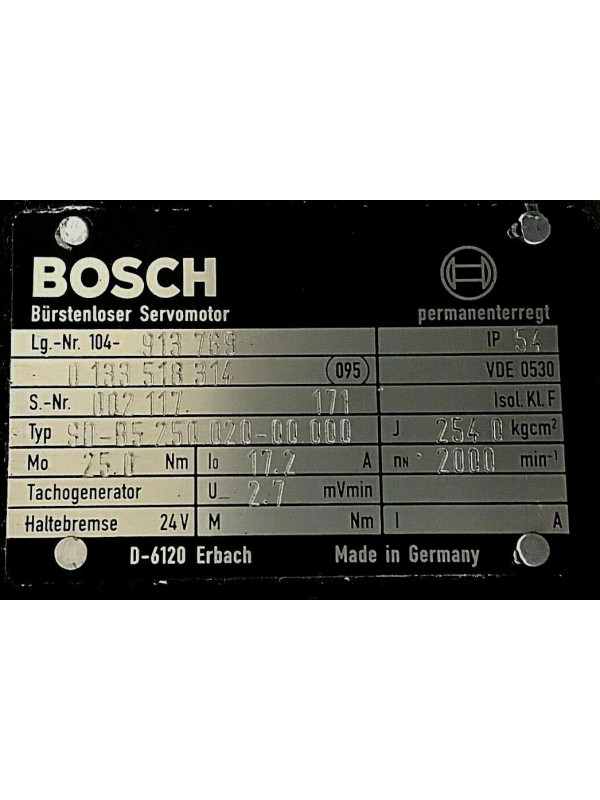 BOSCH
Bürstenloser Servomotor permanenterregt
Lg.-Nr. 104- 913 769 IP 54
0 133 518 314 095 VDE 0530
S.-Nr. 002 117 171 Isol. Kl. F
Typ SD-B5.250.020-00.000 J 254.0 kgcm²
Mo 25.0 Nm Io 17.2 A nN 2000 min⁻¹
Tachogenerator U_ 2.7 mVmin
Haltebremse 24V M Nm I A
D-6120 Erbach Made in Germany